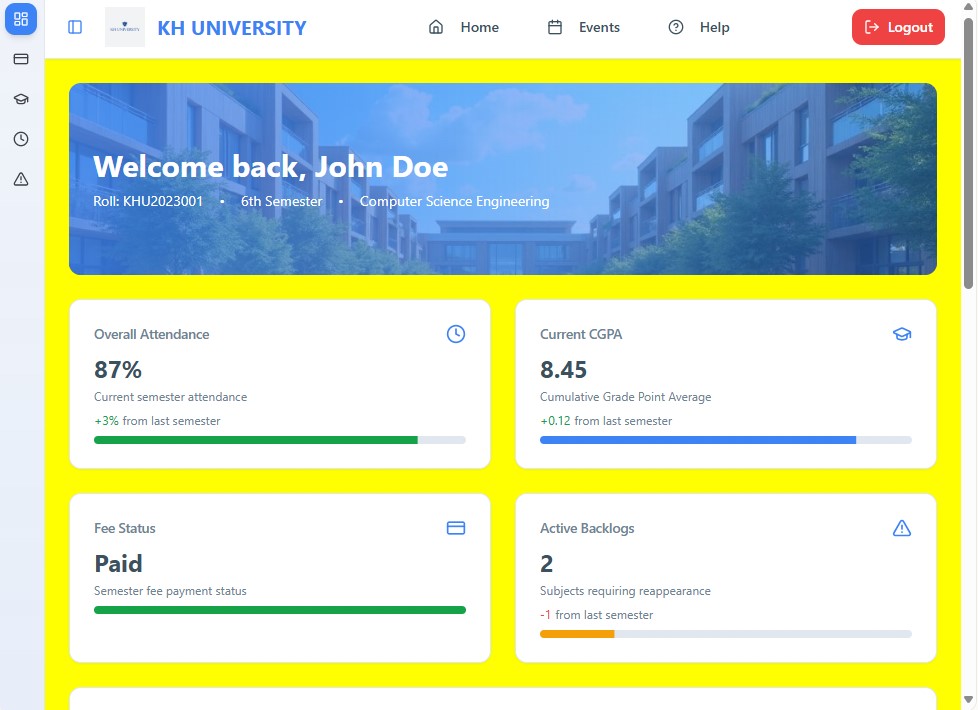 KH UNIVERSITY
Home
Events
Help
Logout
Welcome back, John Doe
Roll: KHU2023001 • 6th Semester • Computer Science Engineering
Overall Attendance
87%
Current semester attendance
+3% from last semester
Current CGPA
8.45
Cumulative Grade Point Average
+0.12 from last semester
Fee Status
Paid
Semester fee payment status
Active Backlogs
2
Subjects requiring reappearance
-1 from last semester